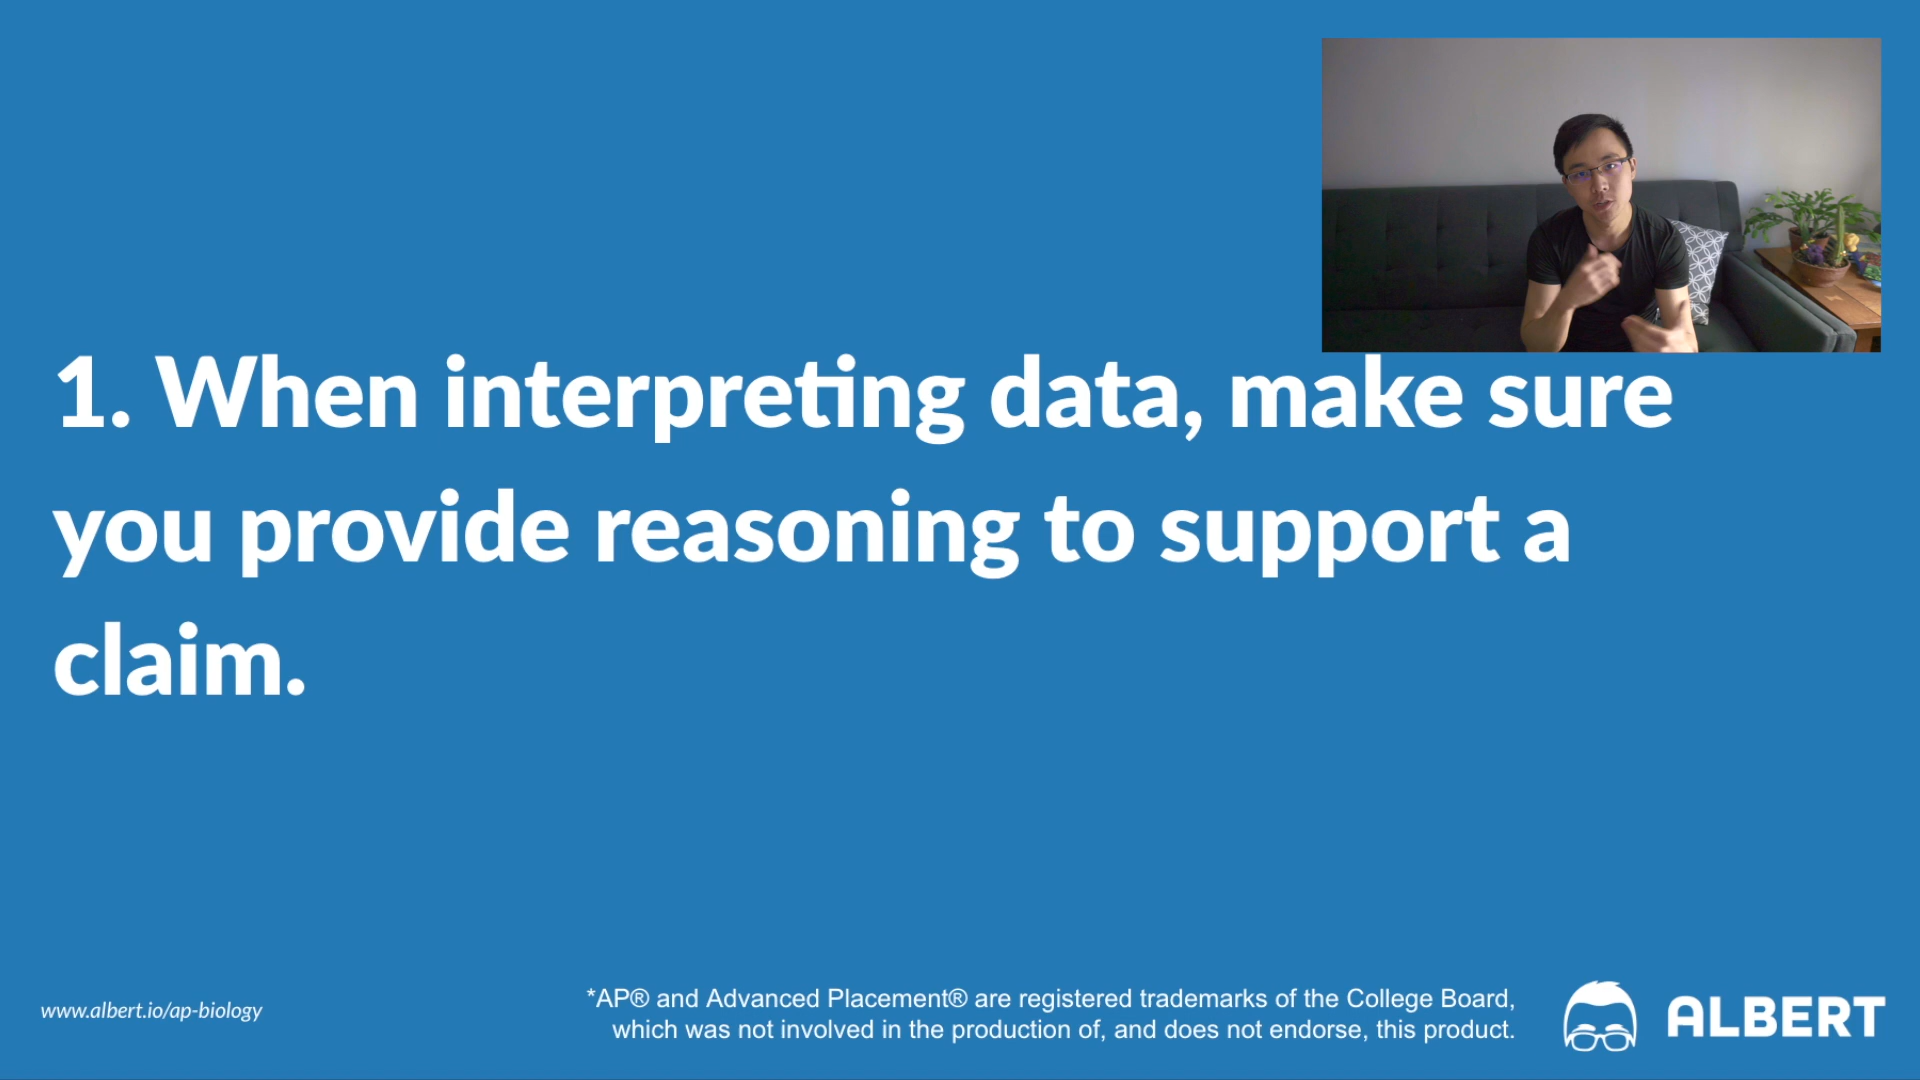 1. When interpreting data, make sure
you provide reasoning to support a
claim.
www.albert.io/ap-biology
*AP® and Advanced Placement® are registered trademarks of the College Board,
which was not involved in the production of, and does not endorse, this product.
ALBERT